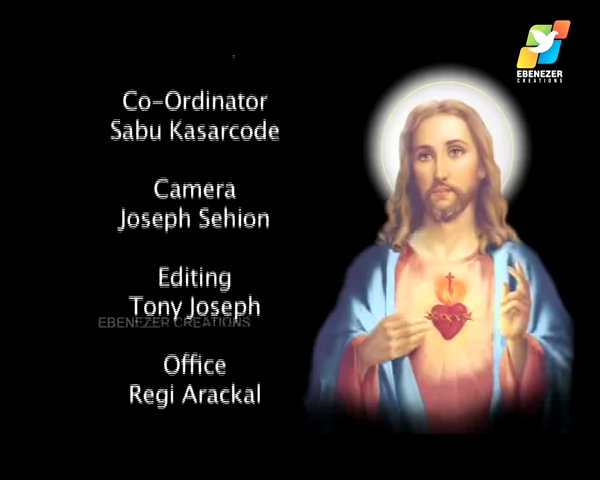 EBENEZER
CREATIONS
Co-Ordinator
Sabu Kasarcode
Camera
Joseph Sehion
Editing
Tony Joseph
EBENEZER CREATIONS
Office
Regi Arackal